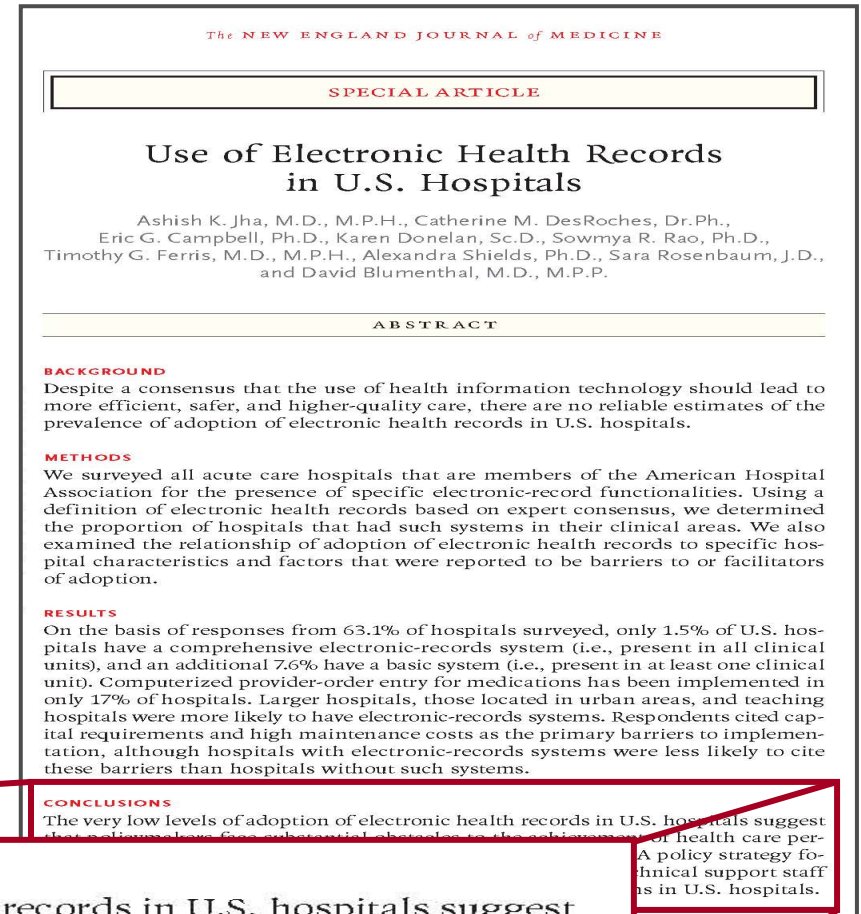 The NEW ENGLAND JOURNAL of MEDICINE
SPECIAL ARTICLE
Use of Electronic Health Records
in U.S. Hospitals
Ashish K. Jha, M.D., M.P.H., Catherine M. DesRoches, Dr.Ph.,
Eric G. Campbell, Ph.D., Karen Donelan, Sc.D., Sowmya R. Rao, Ph.D.,
Timothy G. Ferris, M.D., M.P.H., Alexandra Shields, Ph.D., Sara Rosenbaum, J.D.,
and David Blumenthal, M.D., M.P.P.
ABSTRACT
BACKGROUND
Despite a consensus that the use of health information technology should lead to
more efficient, safer, and higher-quality care, there are no reliable estimates of the
prevalence of adoption of electronic health records in U.S. hospitals.
METHODS
We surveyed all acute care hospitals that are members of the American Hospital
Association for the presence of specific electronic-record functionalities. Using a
definition of electronic health records based on expert consensus, we determined
the proportion of hospitals that had such systems in their clinical areas. We also
examined the relationship of adoption of electronic health records to specific hos-
pital characteristics and factors that were reported to be barriers to or facilitators
of adoption.
RESULTS
On the basis of responses from 63.1% of hospitals surveyed, only 1.5% of U.S. hos-
pitals have a comprehensive electronic-records system (i.e., present in all clinical
units), and an additional 7.6% have a basic system (i.e., present in at least one clinical
unit). Computerized provider-order entry for medications has been implemented in
only 17% of hospitals. Larger hospitals, those located in urban areas, and teaching
hospitals were more likely to have electronic-records systems. Respondents cited cap-
ital requirements and high maintenance costs as the primary barriers to implemen-
tation, although hospitals with electronic-records systems were less likely to cite
these barriers than hospitals without such systems.
CONCLUSIONS
The very low levels of adoption of electronic health records in U.S. hospitals suggest
that policymakers face substantial obstacles to the achievement of health care per-
A policy strategy fo-
support staff
in U.S. hospitals.
records in U.S. hospitals suggest